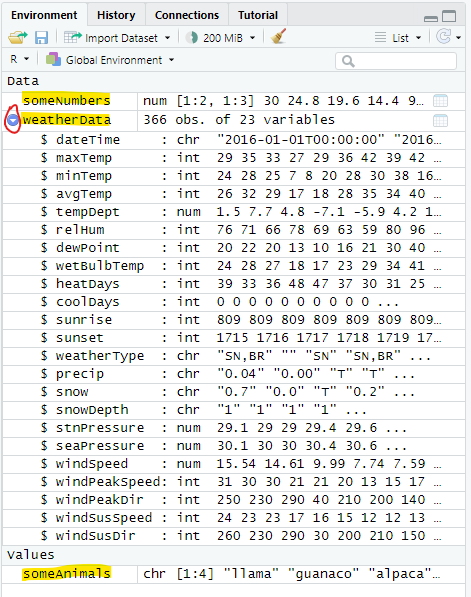 Environment History Connections Tutorial
Import Dataset 200 MiB List
R Global Environment
Data
someNumbers num [1:2, 1:3] 30 24.8 19.6 14.4 9…
weatherData 366 obs. of 23 variables
$ dateTime : chr "2016-01-01T00:00:00" "2016…
$ maxTemp : int 29 35 33 27 29 36 42 39 42 …
$ minTemp : int 24 28 25 7 8 20 28 30 38 16…
$ avgTemp : int 26 32 29 17 18 28 35 34 40 …
$ tempDept : num 1.5 7.7 4.8 -7.1 -5.9 4.2 1…
$ relHum : int 76 71 66 78 69 63 59 80 96 …
$ dewPoint : int 20 22 20 13 10 16 21 30 40 …
$ wetBulbTemp : int 24 28 27 18 17 23 29 34 41 …
$ heatDays : int 39 33 36 48 47 37 30 31 25 …
$ coolDays : int 0 0 0 0 0 0 0 0 0 0 ...
$ sunrise : int 809 809 809 809 809 809 809…
$ sunset : int 1715 1716 1717 1718 1719 17…
$ weatherType : chr "SN,BR" "" "SN" "SN,BR" ...
$ precip : chr "0.04" "0.00" "T" "T" ...
$ snow : chr "0.7" "0.0" "T" "0.2" ...
$ snowDepth : chr "1" "1" "1" "1" ...
$ stnPressure : num 29.1 29 29 29.4 29.6 ...
$ seaPressure : num 30.1 30 30 30.4 30.6 ...
$ windSpeed : num 15.54 14.61 9.99 7.74 7.59 …
$ windPeakSpeed: int 31 30 30 21 21 20 13 15 17 …
$ windPeakDir : int 250 230 290 40 210 200 140 …
$ windSusSpeed : int 24 23 23 17 16 15 12 12 13 …
$ windSusDir : int 260 230 290 30 200 210 150 …
Values
someAnimals chr [1:4] "llama" "guanaco" "alpaca"…